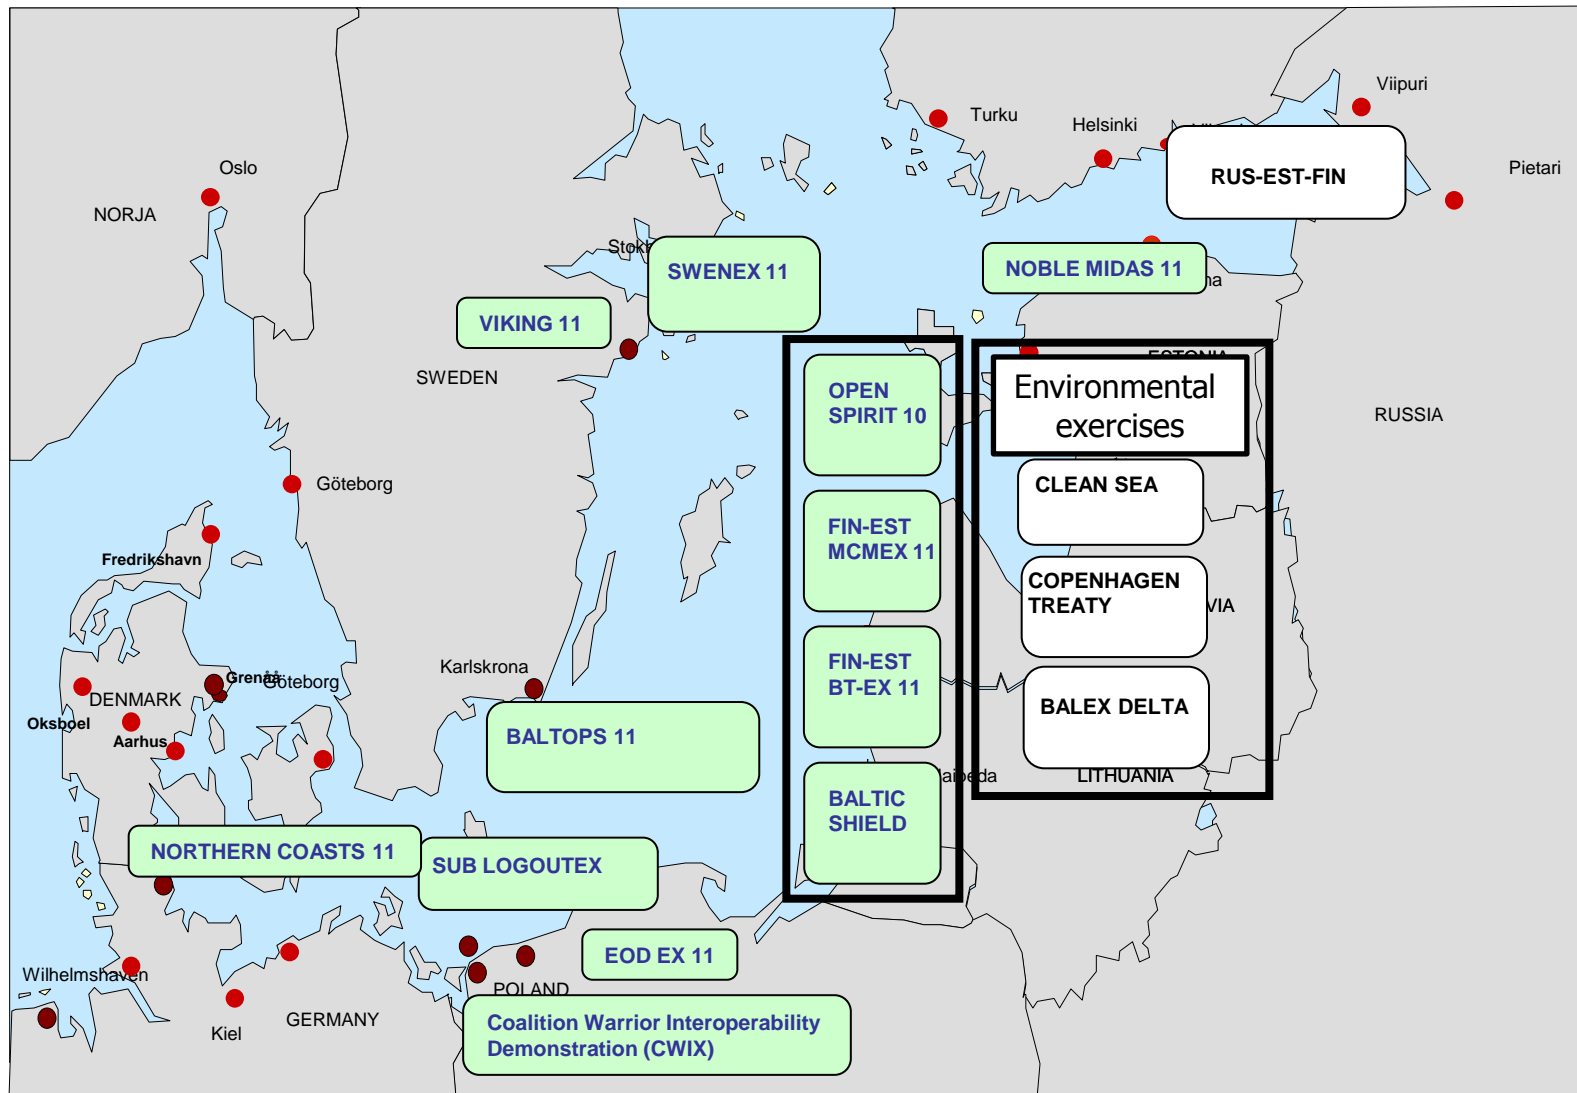 Viipuri
Turku
Helsinki
Pietari
Oslo
RUS-EST-FIN
NORJA
SWENEX 11
NOBLE MIDAS 11
VIKING 11
SWEDEN
ESTONIA
RUSSIA
OPEN
SPIRIT 10
Environmental
exercises
CLEAN SEA
Göteborg
FIN-EST
MCMEX 11
Fredrikshavn
COPENHAGEN
TREATY
FIN-EST
BT-EX 11
Karlskrona
Grenåå
Göteborg
DENMARK
Oksboel
Aarhus
BALEX DELTA
BALTOPS 11
LITHUANIA
BALTIC
SHIELD
NORTHERN COASTS 11
SUB LOGOUTEX
EOD EX 11
Wilhelmshaven
POLAND
Kiel
GERMANY
Coalition Warrior Interoperability
Demonstration (CWIX)